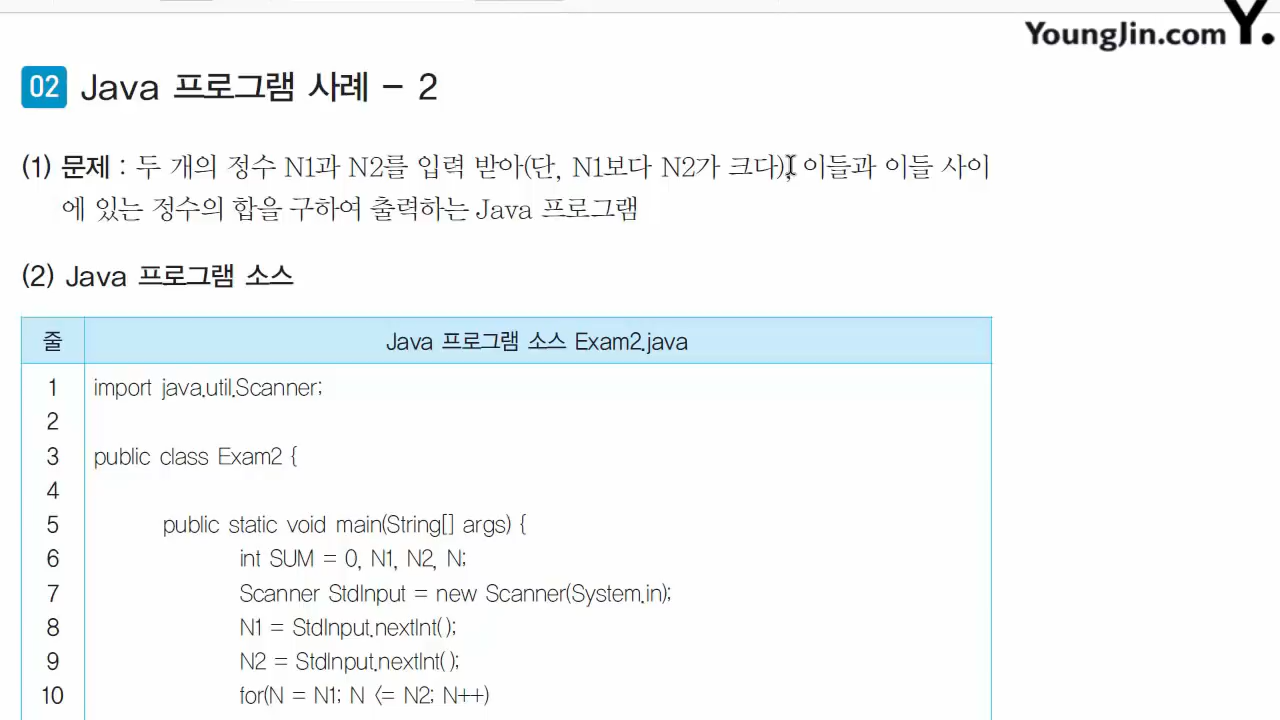 YoungJin.com Y.
02 Java 프로그램 사례 - 2
(1) 문제 : 두 개의 정수 N1과 N2를 입력 받아(단, N1보다 N2가 크다), 이들과 이들 사이
에 있는 정수의 합을 구하여 출력하는 Java 프로그램
(2) Java 프로그램 소스
줄 Java 프로그램 소스 Exam2.java
1 import java.util.Scanner;
2
3 public class Exam2 {
4
5 public static void main(String[] args) {
6 int SUM = 0, N1, N2, N;
7 Scanner StdInput = new Scanner(System.in);
8 N1 = StdInput.nextInt( );
9 N2 = StdInput.nextInt( );
10 for(N = N1; N <= N2; N++)